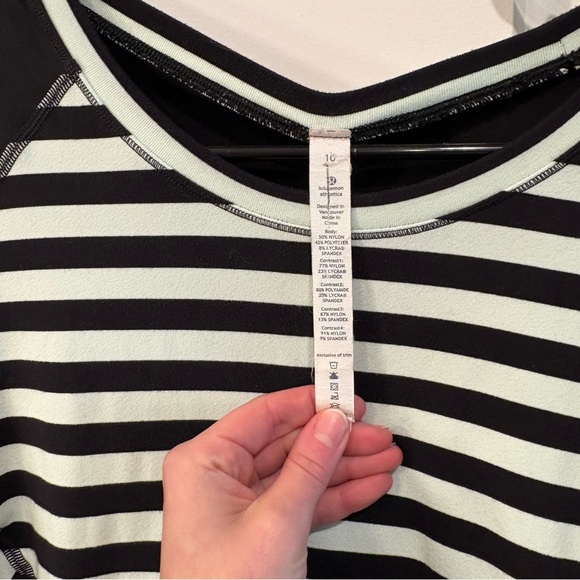 10
lululemon
athletica
Designed in
Vancouver
Made in
China
Body:
50% NYLON
42% POLYESTER
8% LYCRA®
SPANDEX
Contrast1:
77% NYLON
23% LYCRA®
SPANDEX
Contrast2:
80% POLYAMIDE
20% LYCRA®
SPANDEX
Contrast3:
87% NYLON
13% SPANDEX
Contrast4:
91% NYLON
9% SPANDEX
exclusive of trim